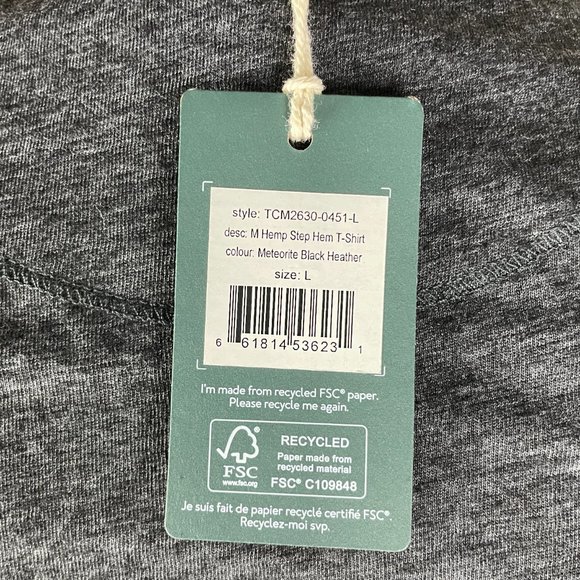 style: TCM2630-0451-L
desc: M Hemp Step Hem T-Shirt
colour: Meteorite Black Heather
size: L
6 61814 53623 1
I'm made from recycled FSC® paper.
Please recycle me again.
FSC
www.fsc.org
RECYCLED
Paper made from
recycled material
FSC® C109848
Je suis fait de papier recyclé certifié FSC®.
Recyclez-moi svp.